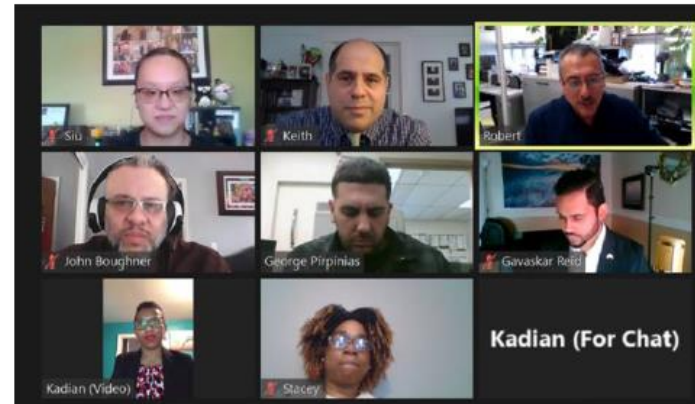 Siu
Keith
Robert
John Boughner
George Pirpinias
Gavaskar Reid
Kadian (Video)
Stacey
Kadian (For Chat)